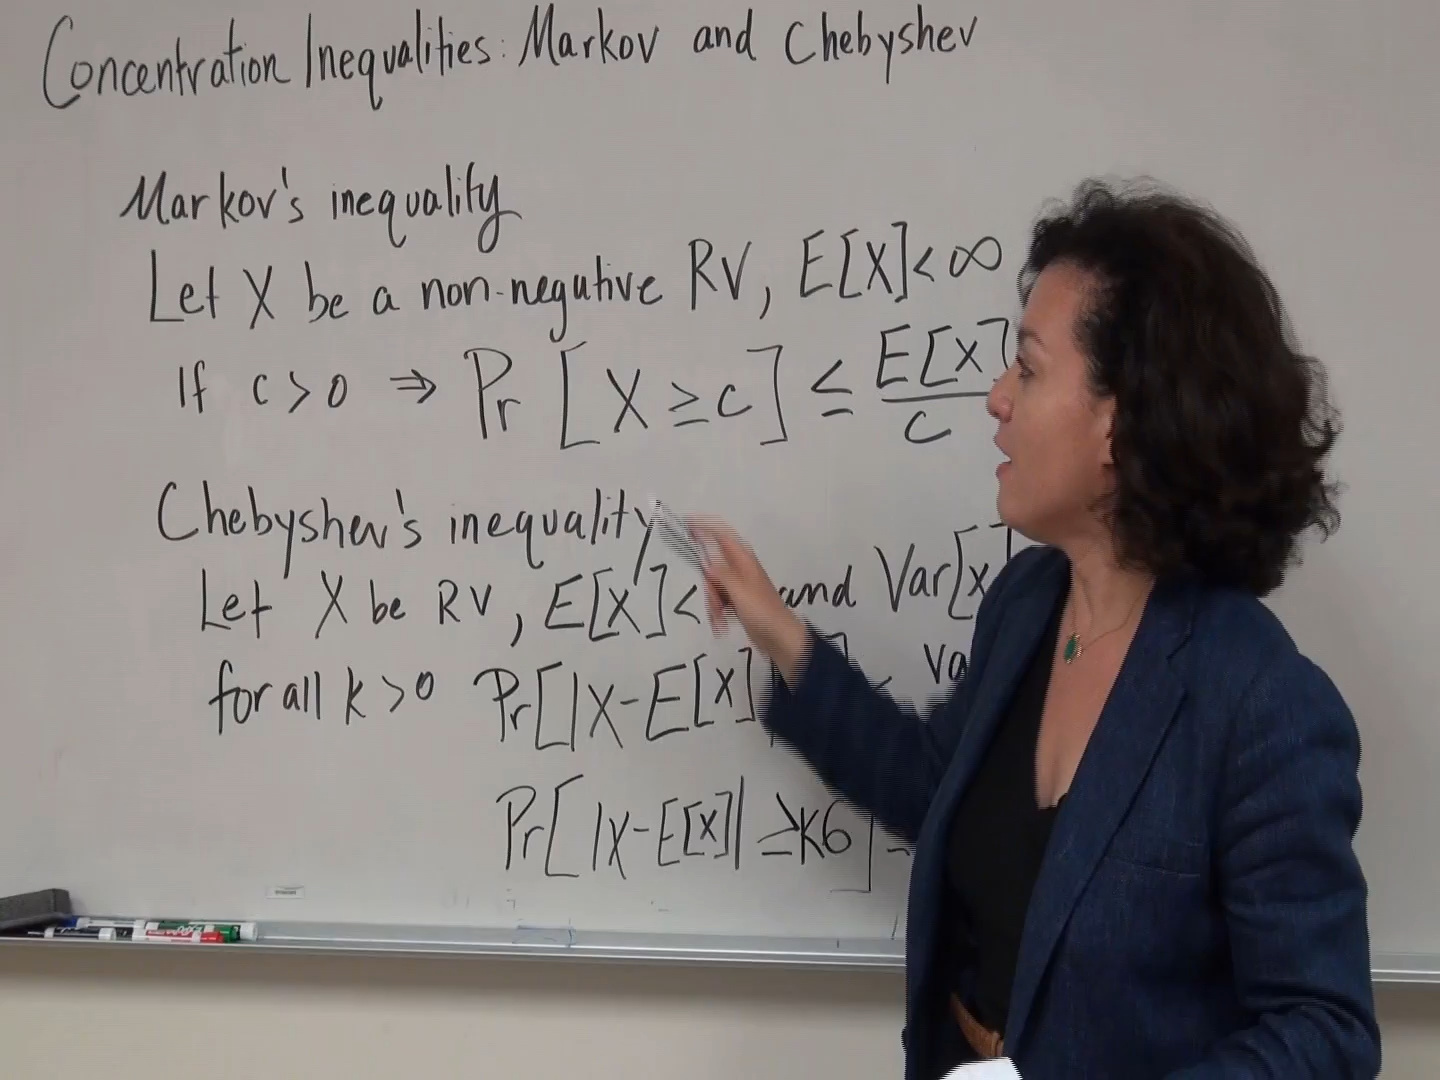 Concentration Inequalities: Markov and Chebyshev
Markov's inequality
Let X be a non-negative RV, E[X] < ∞
If c > 0 ⇒ Pr [X ≥ c] ≤ E[X] / c
Chebyshev's inequality
Let X be RV, E[X] < and Var[X]
for all k > 0 Pr[|X - E[X]
Pr[|X - E[X]| ≥ kσ]